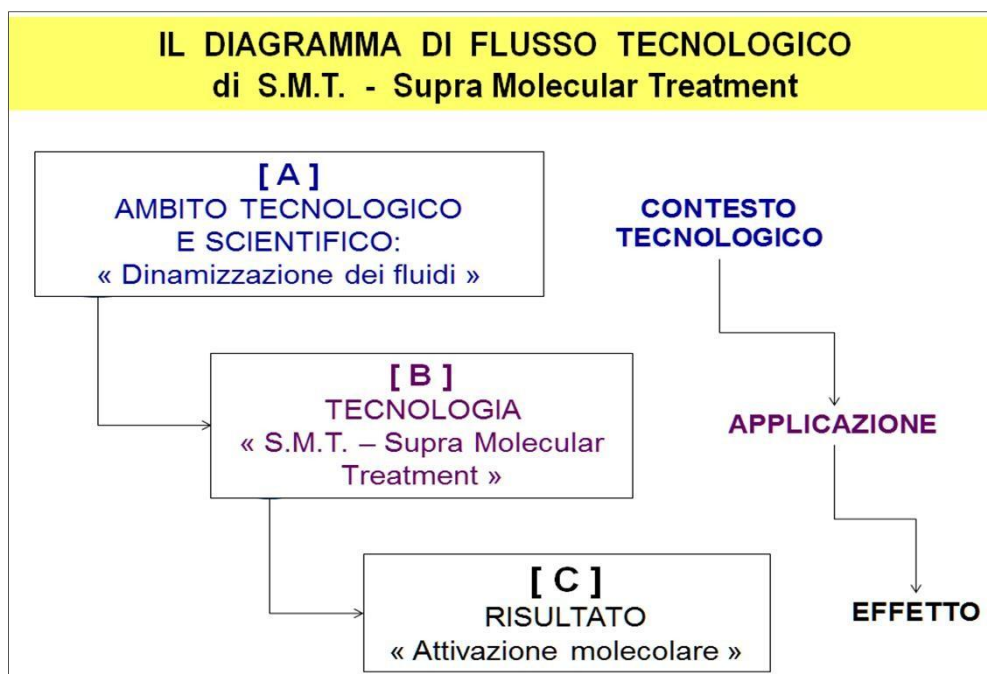 IL DIAGRAMMA DI FLUSSO TECNOLOGICO
di S.M.T. - Supra Molecular Treatment
[ A ]
AMBITO TECNOLOGICO
E SCIENTIFICO:
« Dinamizzazione dei fluidi »
CONTESTO
TECNOLOGICO
[ B ]
TECNOLOGIA
« S.M.T. – Supra Molecular
Treatment »
APPLICAZIONE
[ C ]
RISULTATO
« Attivazione molecolare »
EFFETTO